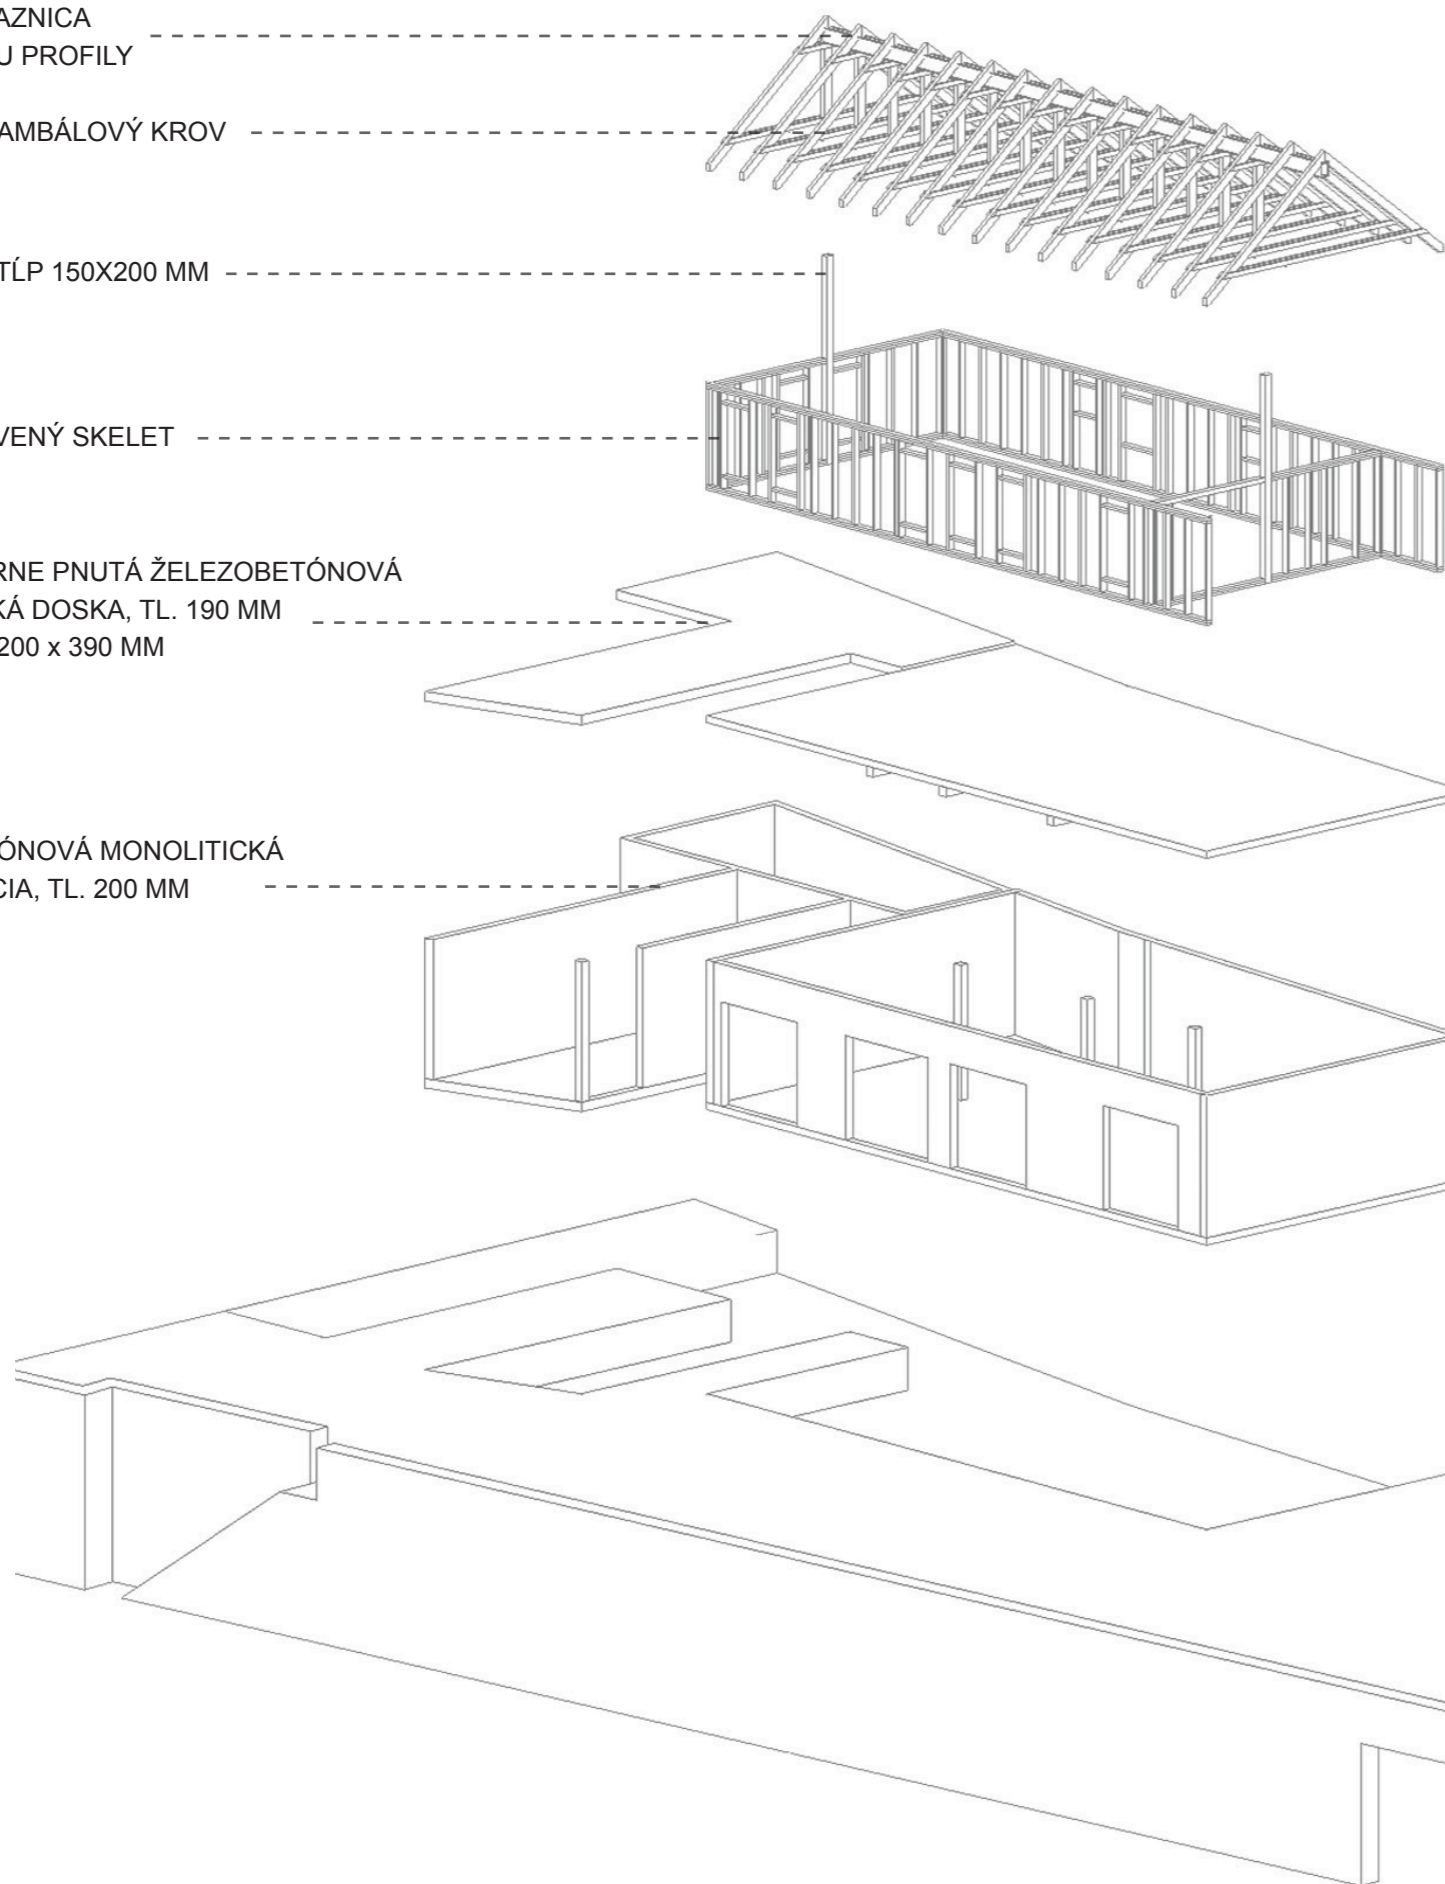 AZNICA
U PROFILY
AMBÁLOVÝ KROV
TĹP 150X200 MM
VENÝ SKELET
RNE PNUTÁ ŽELEZOBETÓNOVÁ
KÁ DOSKA, TL. 190 MM
200 x 390 MM
ÓNOVÁ MONOLITICKÁ
CIA, TL. 200 MM